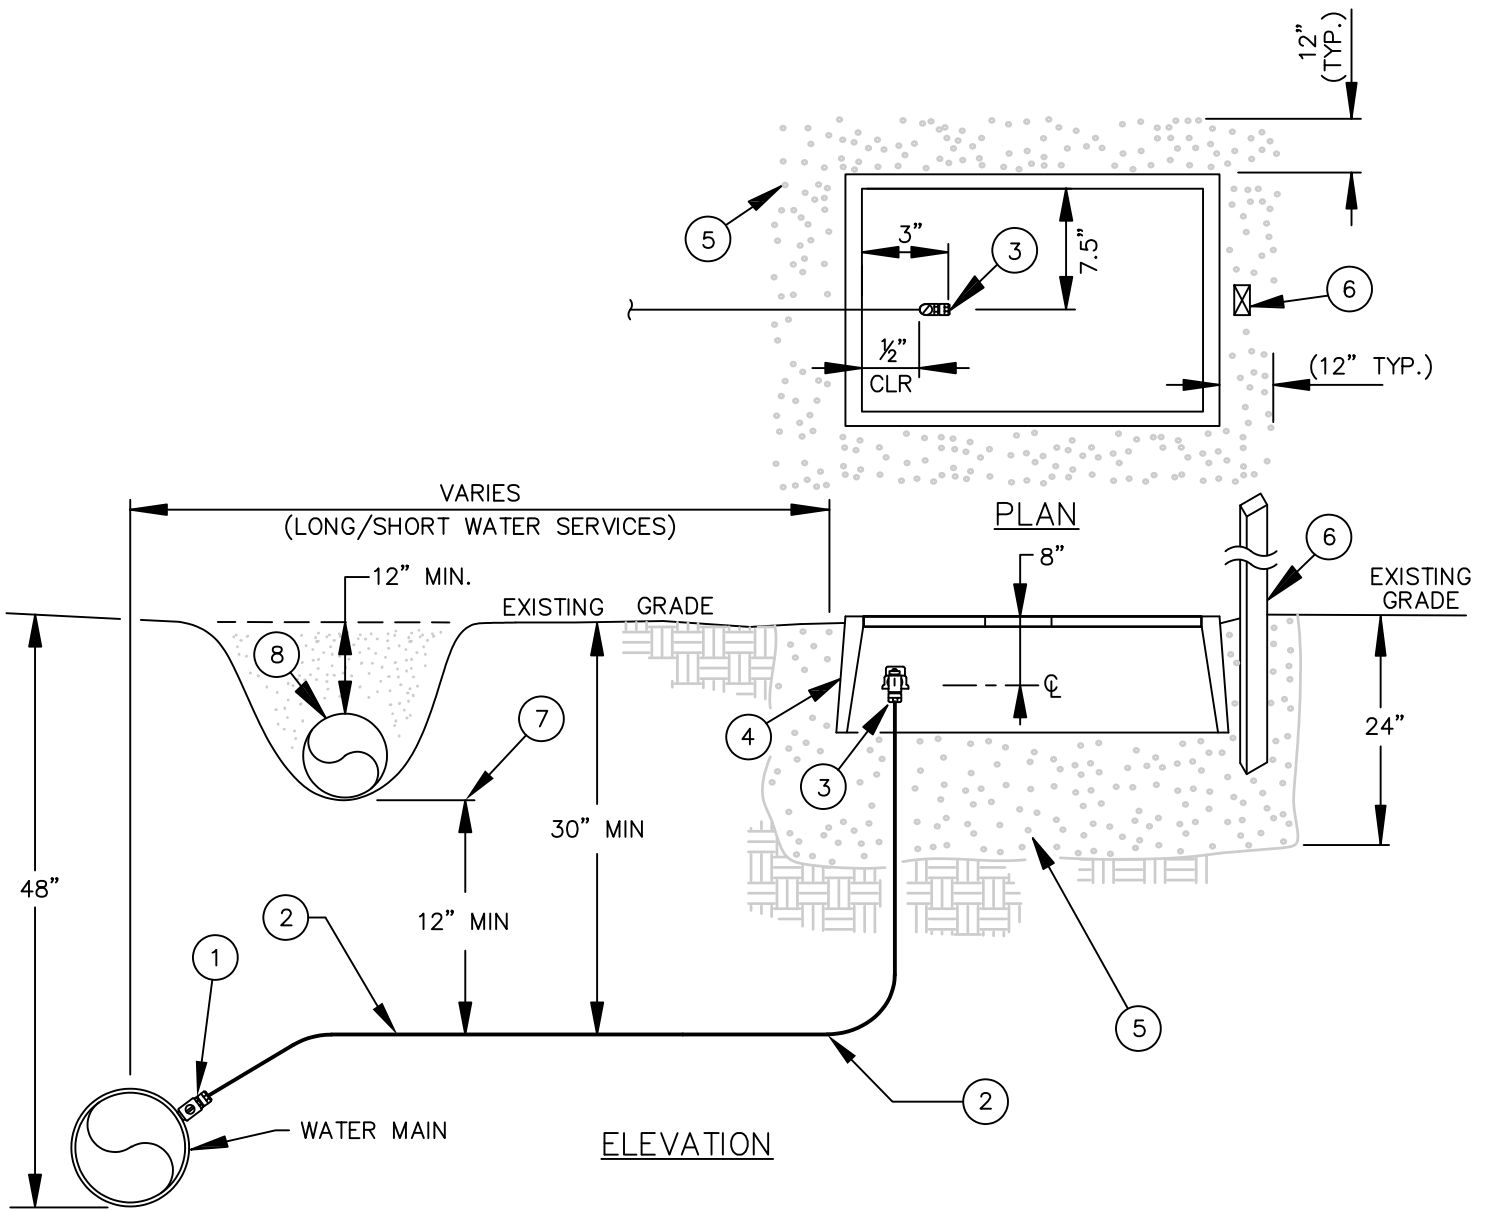 12"
(TYP.)
5
3"
3
7.5"
6
½"
CLR
(12" TYP.)
VARIES
(LONG/SHORT WATER SERVICES)
PLAN
8"
6
12" MIN.
EXISTING GRADE
EXISTING
GRADE
8
7
4
℄
24"
3
30" MIN
48"
12" MIN
2
1
5
2
WATER MAIN
ELEVATION